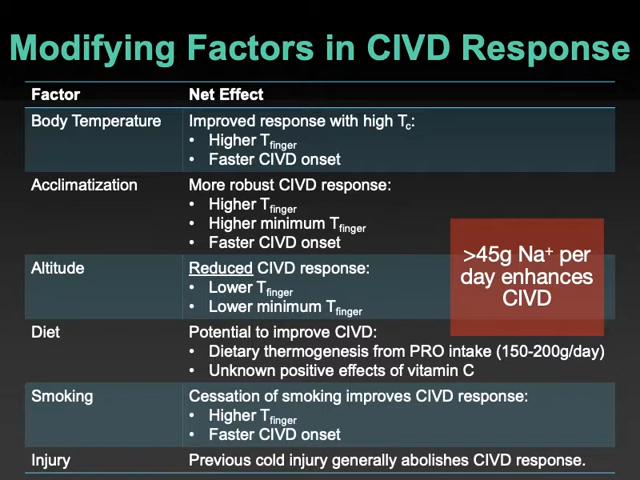 Modifying Factors in CIVD Response
Factor Net Effect
Body Temperature Improved response with high Tc:
• Higher Tfinger
• Faster CIVD onset
Acclimatization More robust CIVD response:
• Higher Tfinger
• Higher minimum Tfinger
• Faster CIVD onset
>45g Na⁺ per
day enhances
CIVD
Altitude Reduced CIVD response:
• Lower Tfinger
• Lower minimum Tfinger
Diet Potential to improve CIVD:
• Dietary thermogenesis from PRO intake (150-200g/day)
• Unknown positive effects of vitamin C
Smoking Cessation of smoking improves CIVD response:
• Higher Tfinger
• Faster CIVD onset
Injury Previous cold injury generally abolishes CIVD response.